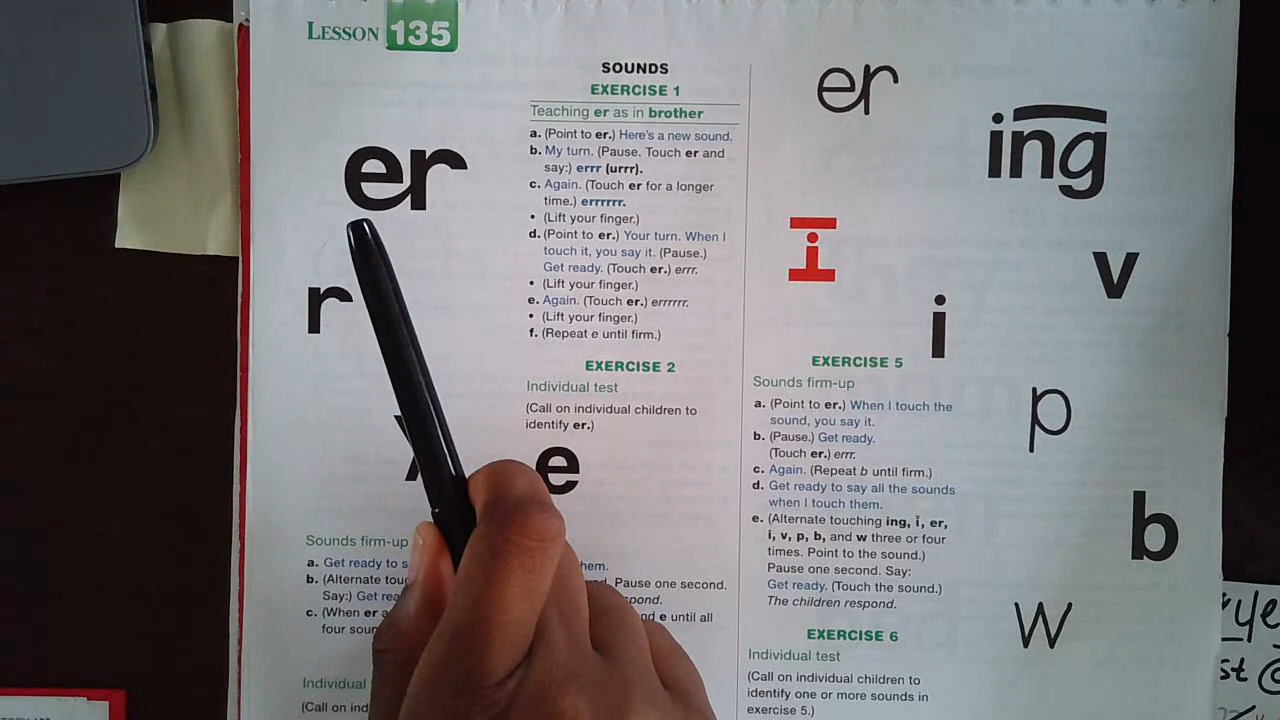 LESSON 135
SOUNDS
EXERCISE 1
Teaching er as in brother
a. (Point to er.) Here's a new sound.
b. My turn. (Pause. Touch er and
say:) errr (urrr).
c. Again. (Touch er for a longer
time.) errrrrr.
• (Lift your finger.)
d. (Point to er.) Your turn. When I
touch it, you say it. (Pause.)
Get ready. (Touch er.) errr.
• (Lift your finger.)
e. Again. (Touch er.) errrrrr.
• (Lift your finger.)
f. (Repeat e until firm.)
EXERCISE 2
Individual test
(Call on individual children to
identify er.)
er
r
e
Sounds firm-up
a. Get ready to s hem.
b. (Alternate Pause one second.
Say:) Get pond.
c. (When er e until all
four
Individual
(Call on
er
ing
i
v
i
EXERCISE 5
Sounds firm-up
a. (Point to er.) When I touch the
sound, you say it.
b. (Pause.) Get ready.
(Touch er.) errr.
c. Again. (Repeat b until firm.)
d. Get ready to say all the sounds
when I touch them.
e. (Alternate touching ing, ī, er,
i, v, p, b, and w three or four
times. Point to the sound.)
Pause one second. Say:
Get ready. (Touch the sound.)
The children respond.
EXERCISE 6
Individual test
(Call on individual children to
identify one or more sounds in
exercise 5.)
p
b
w